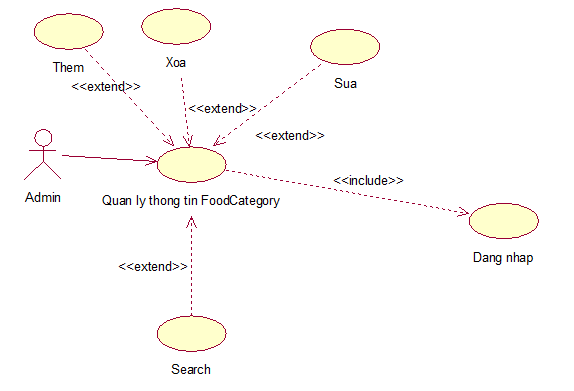 Them
Xoa
Sua
<<extend>>
<<extend>>
<<extend>>
Admin
Quan ly thong tin FoodCategory
<<include>>
Dang nhap
<<extend>>
Search